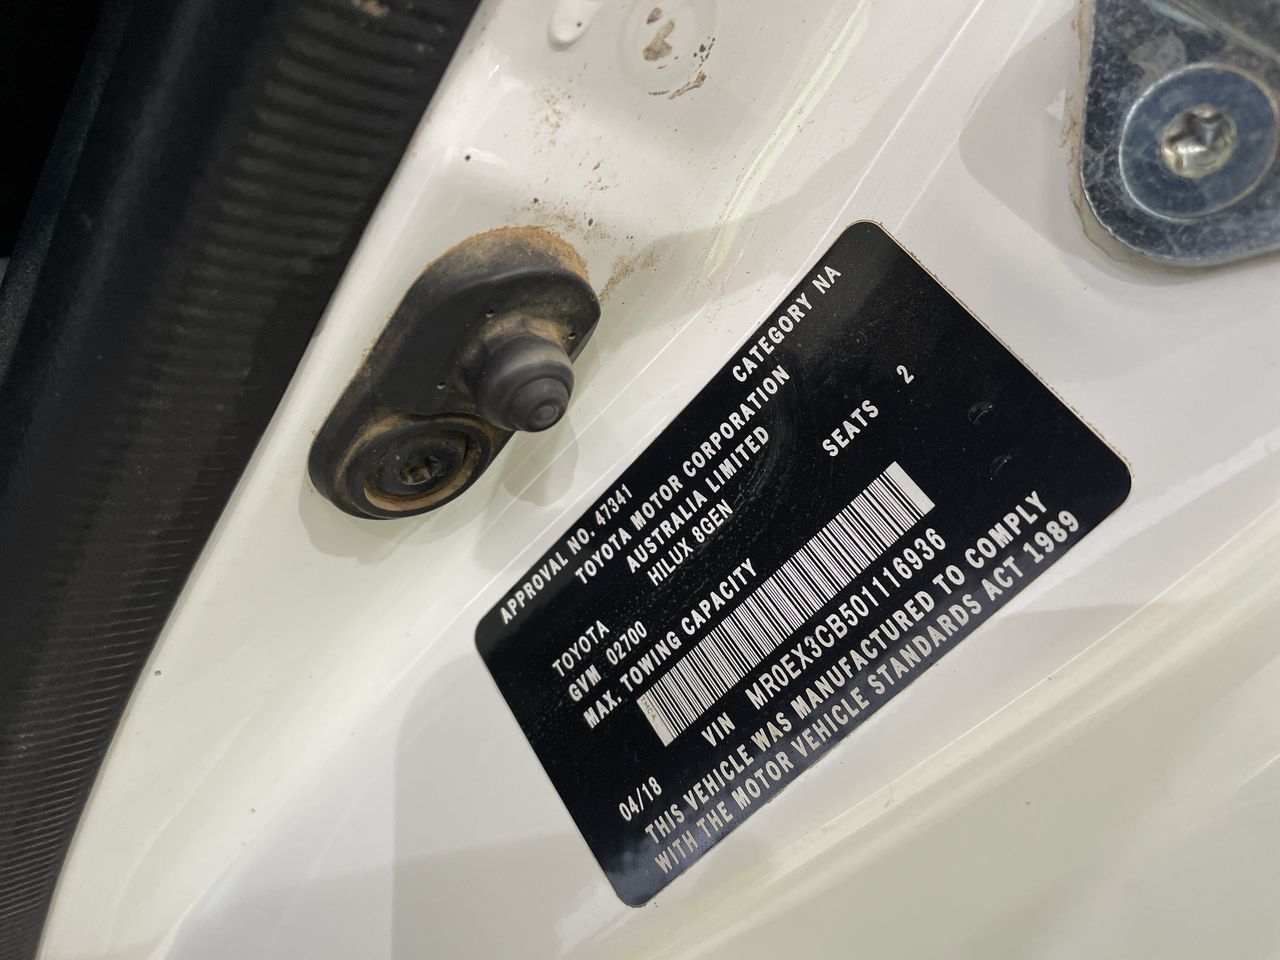 APPROVAL NO. 47341 CATEGORY NA
TOYOTA MOTOR CORPORATION
AUSTRALIA LIMITED
TOYOTA HILUX 8GEN
GVM 02700 SEATS 2
MAX. TOWING CAPACITY
MCA
04/18 VIN MR0EX3CB501116936
THIS VEHICLE WAS MANUFACTURED TO COMPLY
WITH THE MOTOR VEHICLE STANDARDS ACT 1989